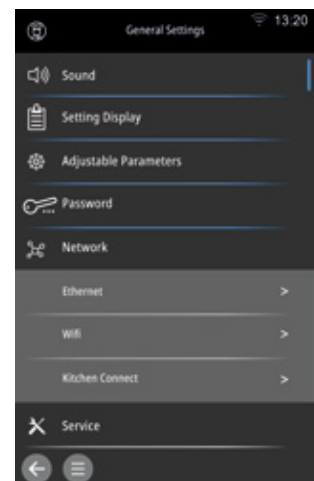 General Settings
13:20
Sound
Setting Display
Adjustable Parameters
Password
Network
Ethernet
Wifi
Kitchen Connect
Service